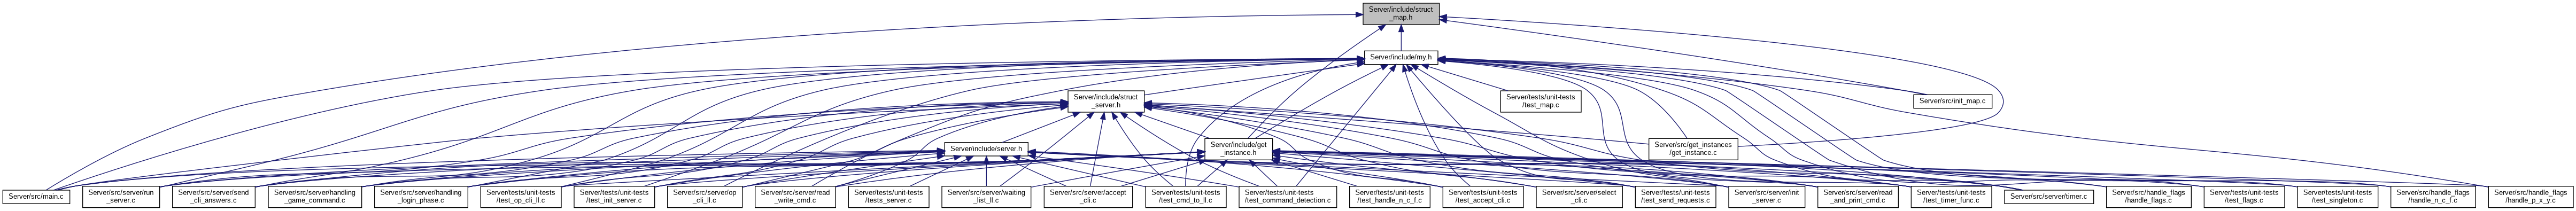 Server/include/struct
_map.h
Server/include/my.h
Server/include/struct
_server.h
Server/tests/unit-tests
/test_map.c
Server/src/init_map.c
Server/include/server.h
Server/include/get
_instance.h
Server/src/get_instances
/get_instance.c
Server/src/main.c
Server/src/server/run
_server.c
Server/src/server/send
_cli_answers.c
Server/src/server/handling
_game_command.c
Server/src/server/handling
_login_phase.c
Server/tests/unit-tests
/test_op_cli_ll.c
Server/tests/unit-tests
/test_init_server.c
Server/src/server/op
_cli_ll.c
Server/src/server/read
_write_cmd.c
Server/tests/unit-tests
/tests_server.c
Server/src/server/waiting
_list_ll.c
Server/src/server/accept
_cli.c
Server/tests/unit-tests
/test_cmd_to_ll.c
Server/tests/unit-tests
/test_command_detection.c
Server/tests/unit-tests
/test_handle_n_c_f.c
Server/tests/unit-tests
/test_accept_cli.c
Server/src/server/select
_cli.c
Server/tests/unit-tests
/test_send_requests.c
Server/src/server/init
_server.c
Server/src/server/read
_and_print_cmd.c
Server/tests/unit-tests
/test_timer_func.c
Server/src/server/timer.c
Server/src/handle_flags
/handle_flags.c
Server/tests/unit-tests
/test_flags.c
Server/tests/unit-tests
/test_singleton.c
Server/src/handle_flags
/handle_n_c_f.c
Server/src/handle_flags
/handle_p_x_y.c